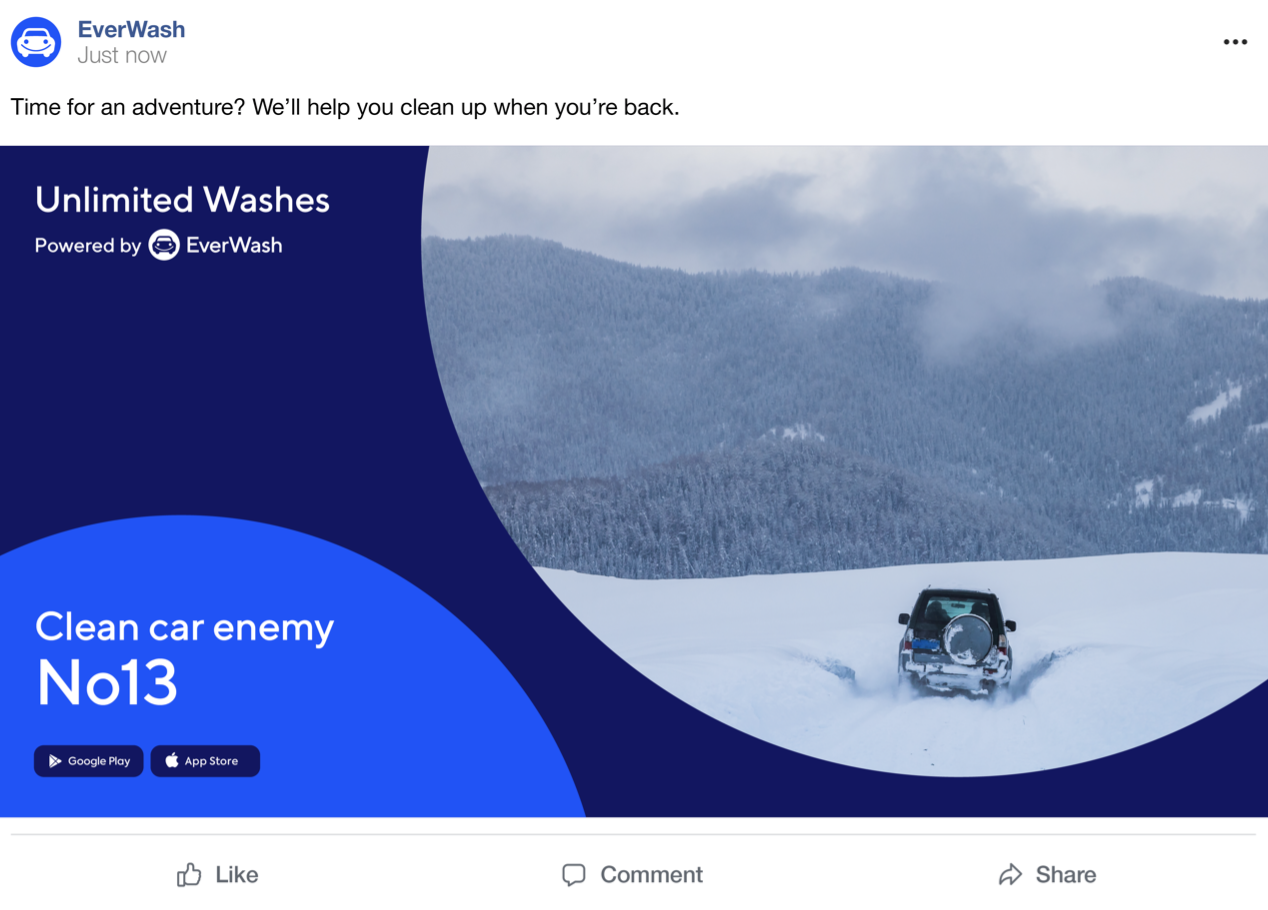 EverWash
Just now
Time for an adventure? We’ll help you clean up when you’re back.
Unlimited Washes
Powered by EverWash
Clean car enemy
No13
Google Play App Store
Like Comment Share